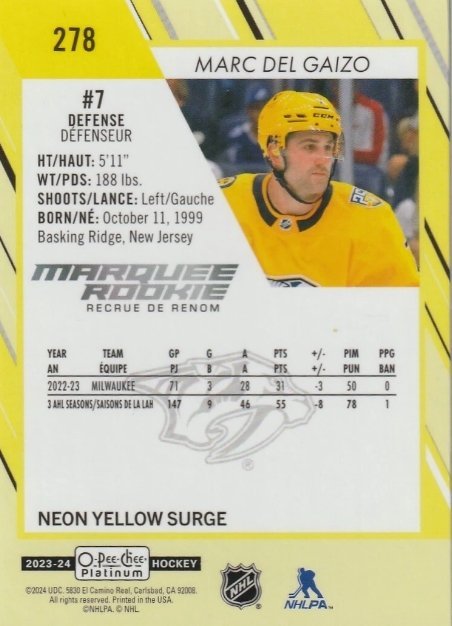 278
MARC DEL GAIZO
#7
DEFENSE
DÉFENSEUR
HT/HAUT: 5'11"
WT/PDS: 188 lbs.
SHOOTS/LANCE: Left/Gauche
BORN/NÉ: October 11, 1999
Basking Ridge, New Jersey
CCM
MARQUEE
ROOKIE
RECRUE DE RENOM
YEAR TEAM GP G A PTS +/- PIM PPG
AN ÉQUIPE PJ B A PTS +/- PUN BAN
2022-23 MILWAUKEE 71 3 28 31 -3 50 0
3 AHL SEASONS/SAISONS DE LA LAH 147 9 46 55 -8 78 1
NEON YELLOW SURGE
2023-24 O-Pee-Chee Platinum HOCKEY
©2024 UDC. 5830 El Camino Real, Carlsbad, CA 92008.
All rights reserved. Printed in the USA.
©NHLPA. © NHL.
NHL
NHLPA